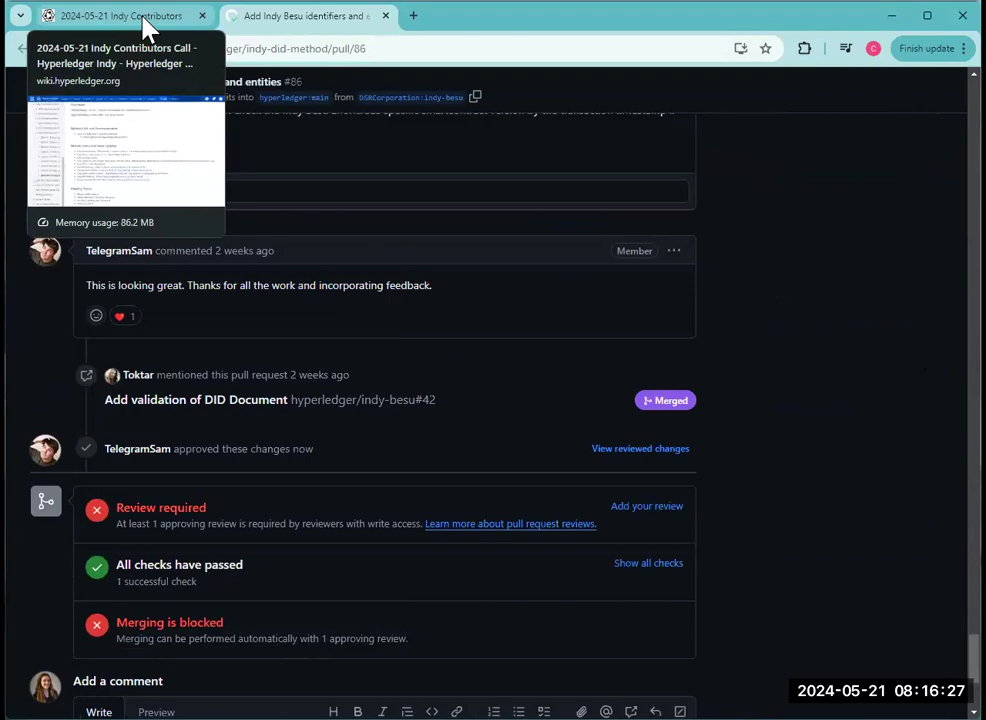 2024-05-21 Indy Contributors
Add Indy Besu identifiers and e
Finish update
ger/indy-did-method/pull/86
2024-05-21 Indy Contributors Call -
Hyperledger Indy - Hyperledger ...
wiki.hyperledger.org
Memory usage: 86.2 MB
and entities #86
its into hyperledger:main from DSRCorporation:indy-besu
TelegramSam commented 2 weeks ago
Member
This is looking great. Thanks for all the work and incorporating feedback.
1
Toktar mentioned this pull request 2 weeks ago
Add validation of DID Document hyperledger/indy-besu#42
Merged
TelegramSam approved these changes now
View reviewed changes
Review required
Add your review
At least 1 approving review is required by reviewers with write access. Learn more about pull request reviews.
All checks have passed
Show all checks
1 successful check
Merging is blocked
Merging can be performed automatically with 1 approving review.
Add a comment
Write
Preview
2024-05-21 08:16:27